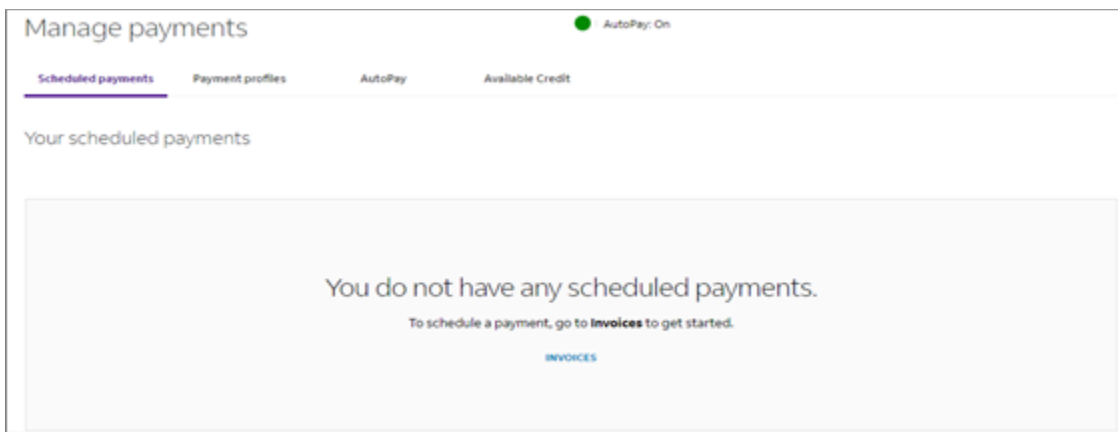 Manage payments
AutoPay: On
Scheduled payments Payment profiles AutoPay Available Credit
Your scheduled payments
You do not have any scheduled payments.
To schedule a payment, go to Invoices to get started.
INVOICES